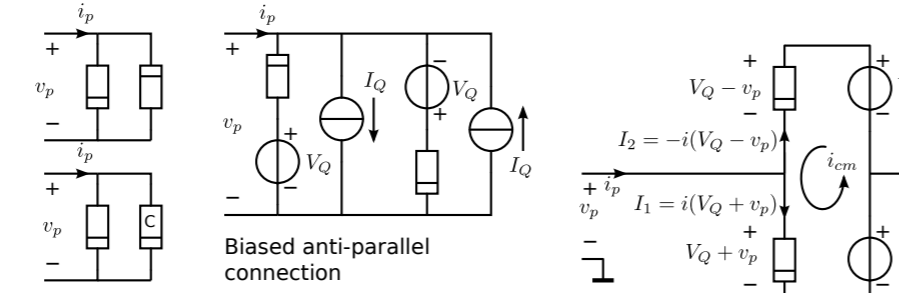 i_p
+
v_p
−
i_p
+
v_p
−
C
i_p
+
v_p
−
+
V_Q
−
I_Q
−
V_Q
+
I_Q
Biased anti-parallel
connection
+
V_Q − v_p
−
+
−
I_2 = −i(V_Q − v_p)
i_cm
i_p
+
v_p
−
I_1 = i(V_Q + v_p)
+
V_Q + v_p
−
+
−